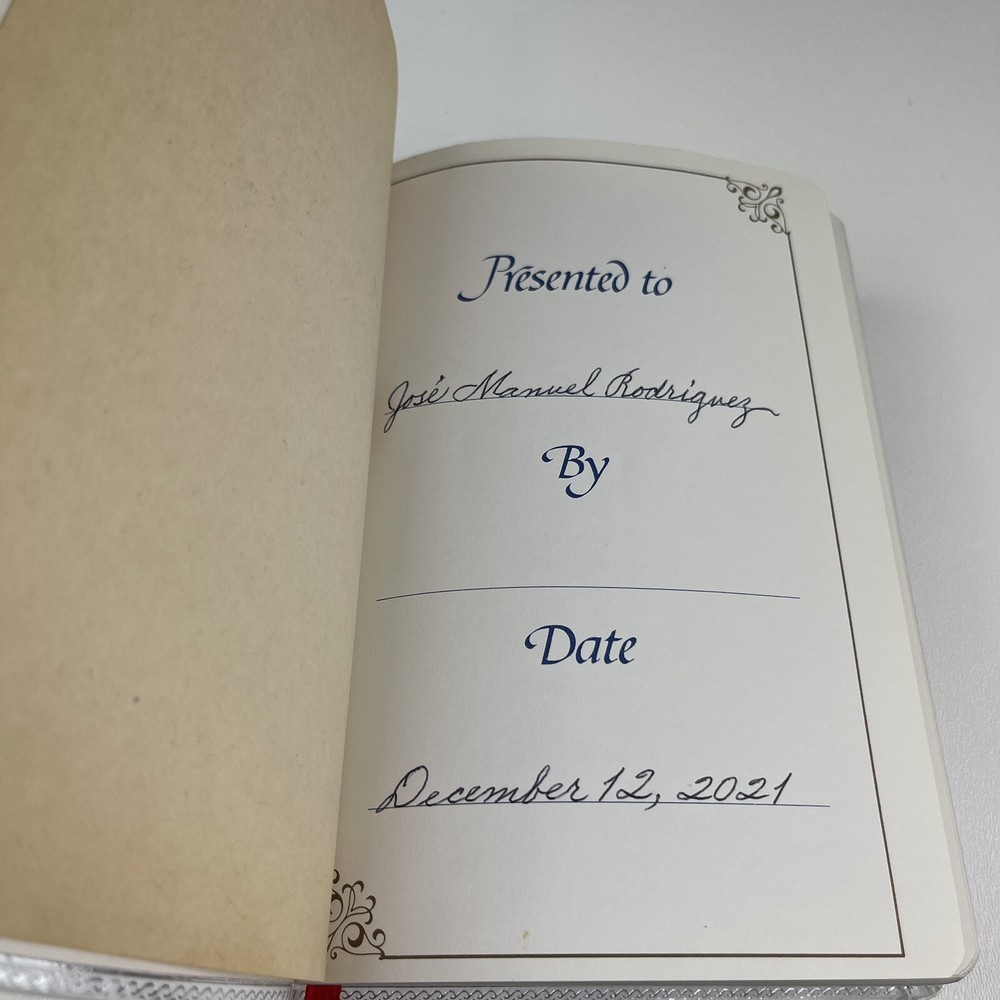 Presented to
José Manuel Rodriguez
By
Date
December 12, 2021